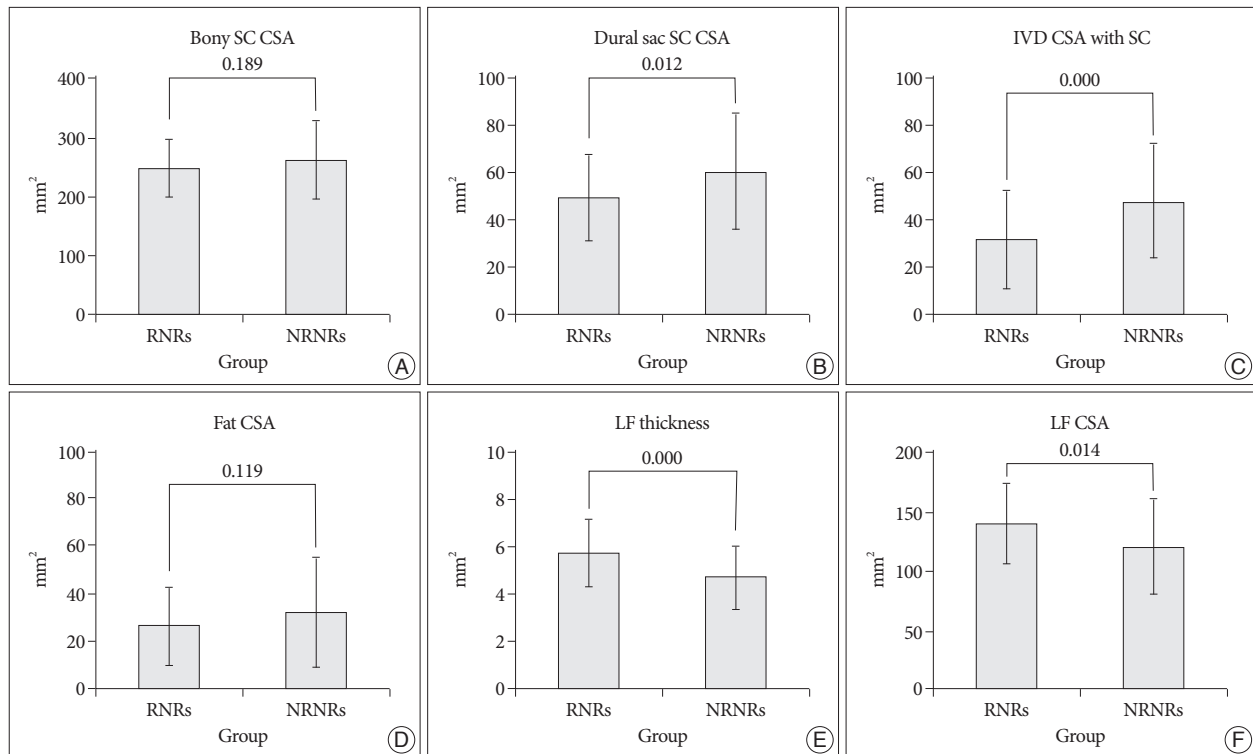 Bony SC CSA
0.189
400
300
200
100
0
mm²
RNRs NRNRs
Group
A
Dural sac SC CSA
0.012
100
80
60
40
20
0
mm²
RNRs NRNRs
Group
B
IVD CSA with SC
0.000
100
80
60
40
20
0
mm²
RNRs NRNRs
Group
C
Fat CSA
0.119
100
80
60
40
20
0
mm²
RNRs NRNRs
Group
D
LF thickness
0.000
10
8
6
4
2
0
mm²
RNRs NRNRs
Group
E
LF CSA
0.014
200
150
100
50
0
mm²
RNRs NRNRs
Group
F